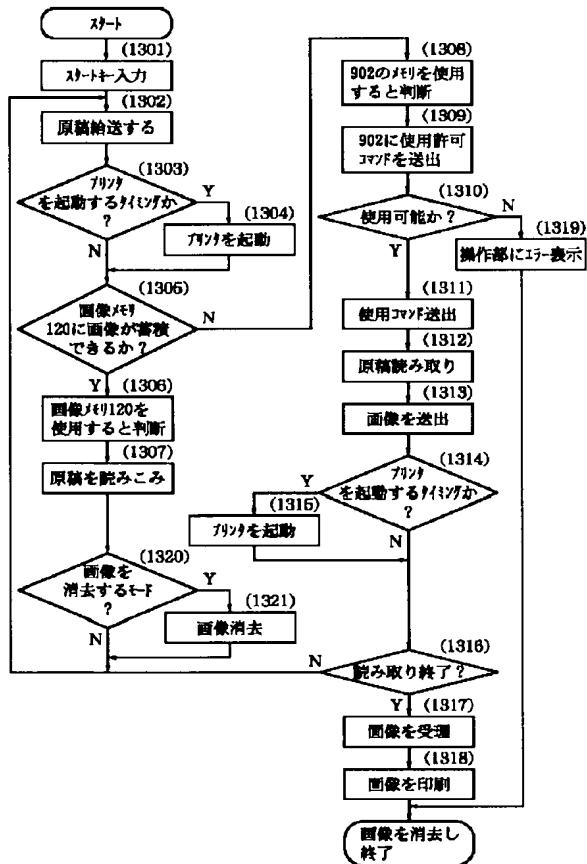 スタート
(1301)
スタートキー入力
(1302)
原稿給送する
(1303)
プリンタ
を起動するタイミングか
?
Y
(1304)
プリンタを起動
N
(1305)
画像メモリ
120に画像が蓄積
できるか?
N
Y
(1306)
画像メモリ120を
使用すると判断
(1307)
原稿を読みこみ
(1320)
画像を
消去するモード
?
Y
(1321)
画像消去
N
(1308)
902のメモリを使用
すると判断
(1309)
902に使用許可
コマンドを送出
(1310)
使用可能か?
N
(1319)
操作部にエラー表示
Y
(1311)
使用コマンド送出
(1312)
原稿読み取り
(1313)
画像を送出
(1314)
プリンタ
を起動するタイミングか
?
Y
(1315)
プリンタを起動
N
(1316)
読み取り終了?
N
Y
(1317)
画像を受理
(1318)
画像を印刷
画像を消去し
終了